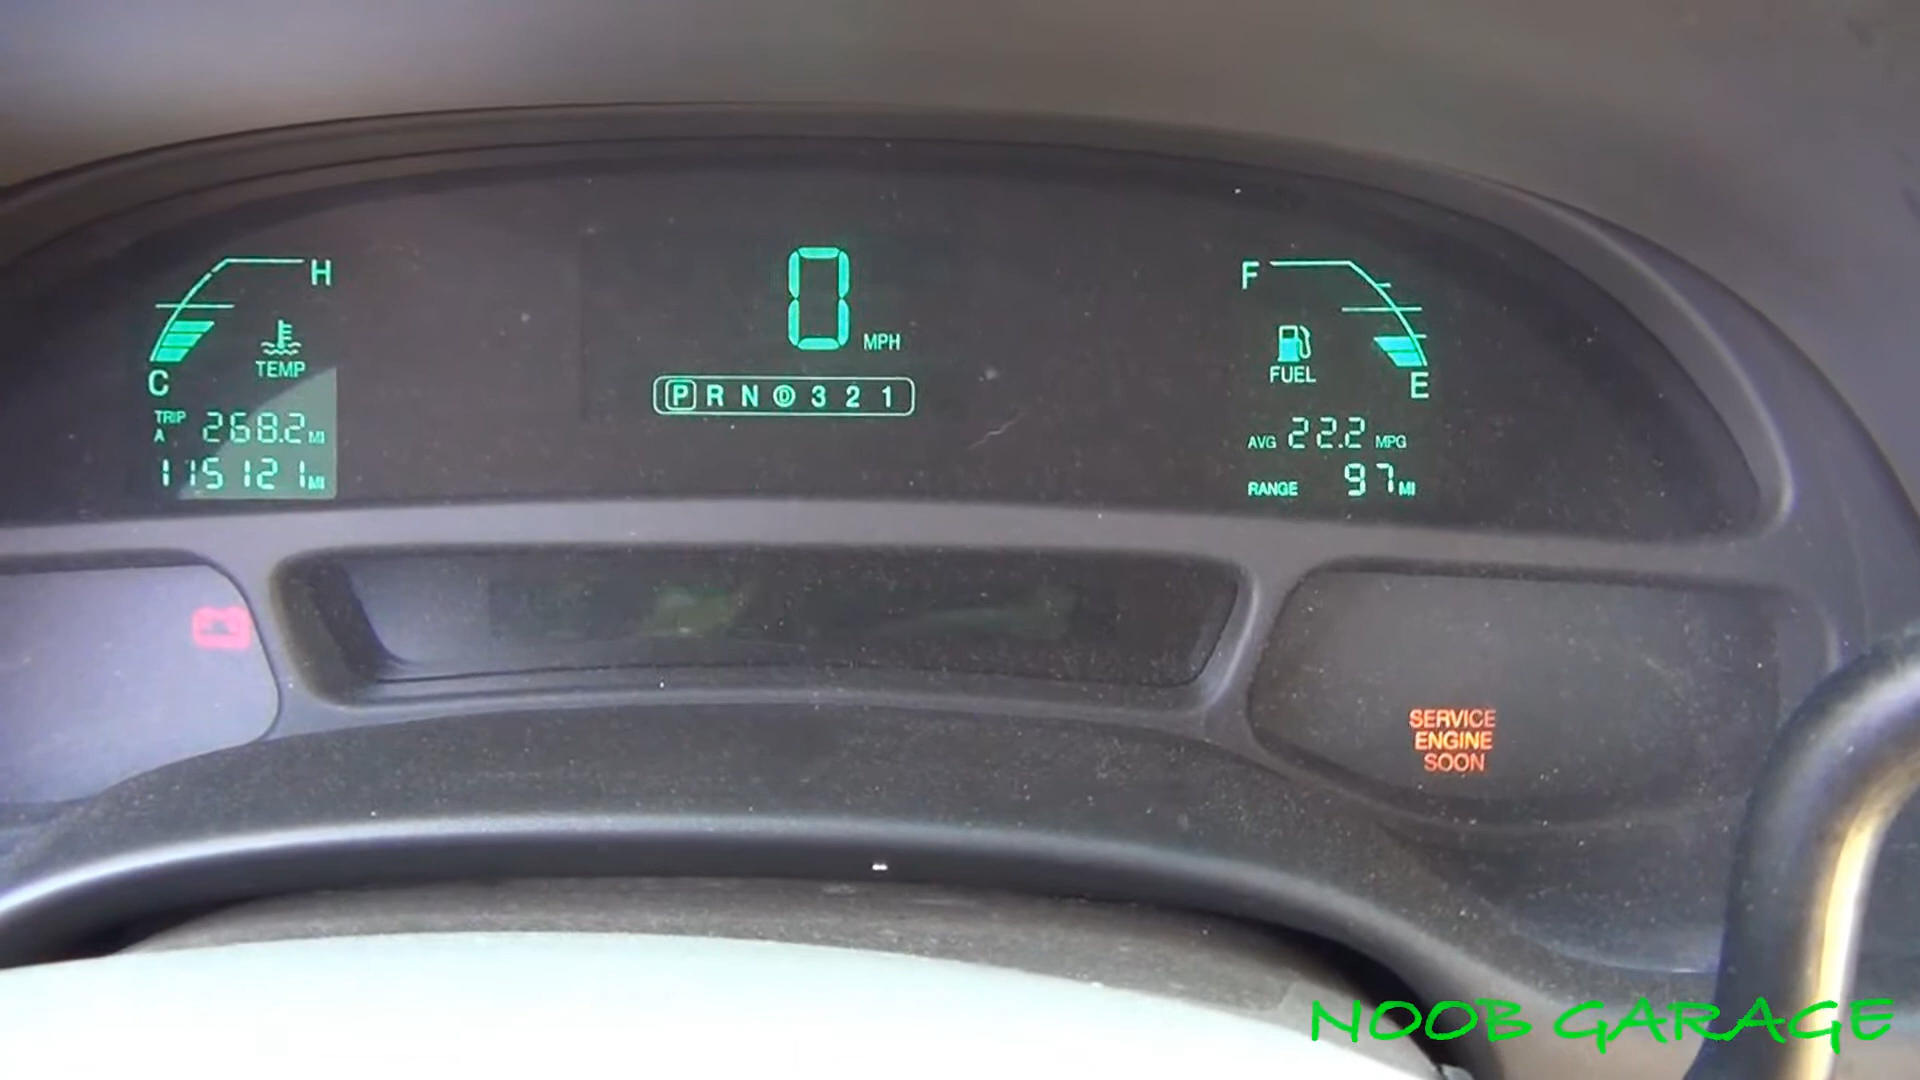 H
0
MPH
F
TEMP
FUEL
C
E
P R N D 3 2 1
TRIP A 268.2 MI
115121 MI
AVG 22.2 MPG
RANGE 97 MI
SERVICE
ENGINE
SOON
NOOB GARAGE